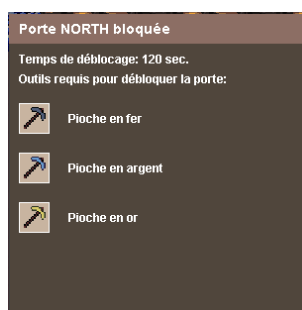 Porte NORTH bloquée
Temps de déblocage: 120 sec.
Outils requis pour débloquer la porte:
Pioche en fer
Pioche en argent
Pioche en or